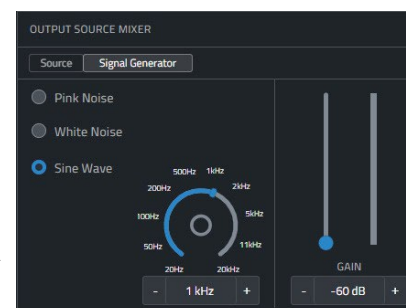 OUTPUT SOURCE MIXER
Source Signal Generator
Pink Noise
White Noise
Sine Wave
500Hz 1kHz
200Hz 2kHz
100Hz 5kHz
50Hz 11kHz
20Hz 20kHz
- 1 kHz +
GAIN
- -60 dB +